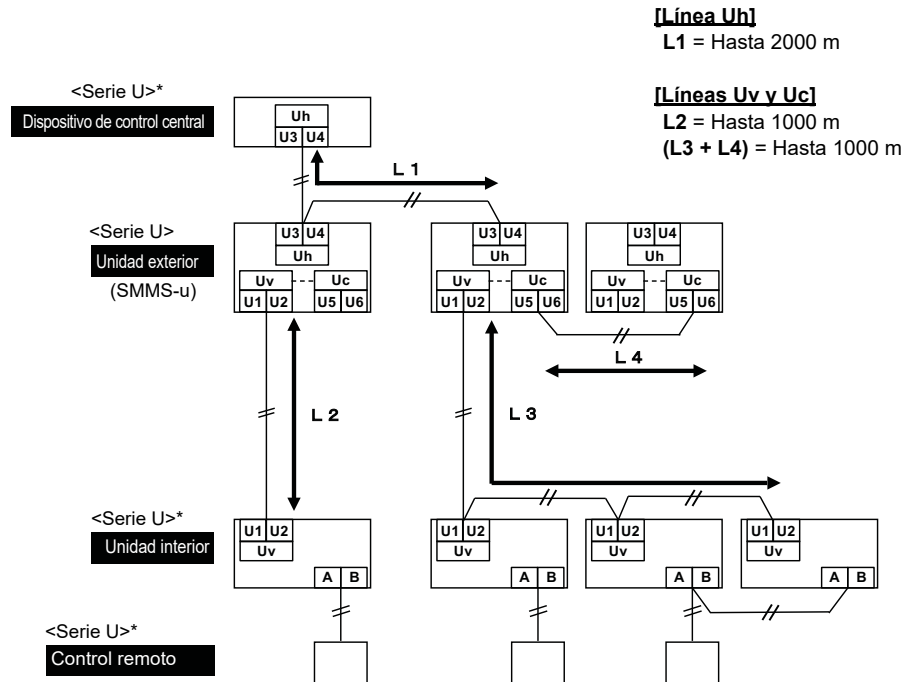 [Línea Uh]
L1 = Hasta 2000 m
[Líneas Uv y Uc]
L2 = Hasta 1000 m
(L3 + L4) = Hasta 1000 m
<Serie U>*
Dispositivo de control central
Uh
U3 U4
L 1
<Serie U>
Unidad exterior
(SMMS-u)
U3 U4
Uh
Uv Uc
U1 U2 U5 U6
U3 U4
Uh
Uv Uc
U1 U2 U5 U6
U3 U4
Uh
Uv Uc
U1 U2 U5 U6
L 4
L 2
L 3
<Serie U>*
Unidad interior
U1 U2
Uv
A B
U1 U2
Uv
A B
U1 U2
Uv
A B
U1 U2
Uv
A B
<Serie U>*
Control remoto